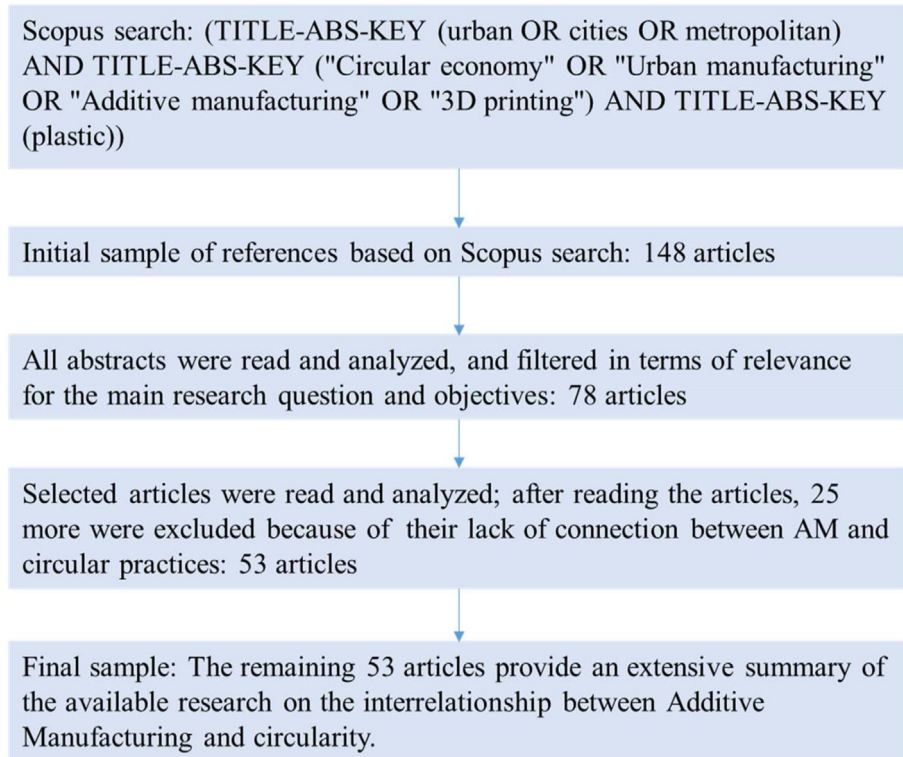 Scopus search: (TITLE-ABS-KEY (urban OR cities OR metropolitan)
AND TITLE-ABS-KEY ("Circular economy" OR "Urban manufacturing"
OR "Additive manufacturing" OR "3D printing") AND TITLE-ABS-KEY
(plastic))
Initial sample of references based on Scopus search: 148 articles
All abstracts were read and analyzed, and filtered in terms of relevance
for the main research question and objectives: 78 articles
Selected articles were read and analyzed; after reading the articles, 25
more were excluded because of their lack of connection between AM and
circular practices: 53 articles
Final sample: The remaining 53 articles provide an extensive summary of
the available research on the interrelationship between Additive
Manufacturing and circularity.